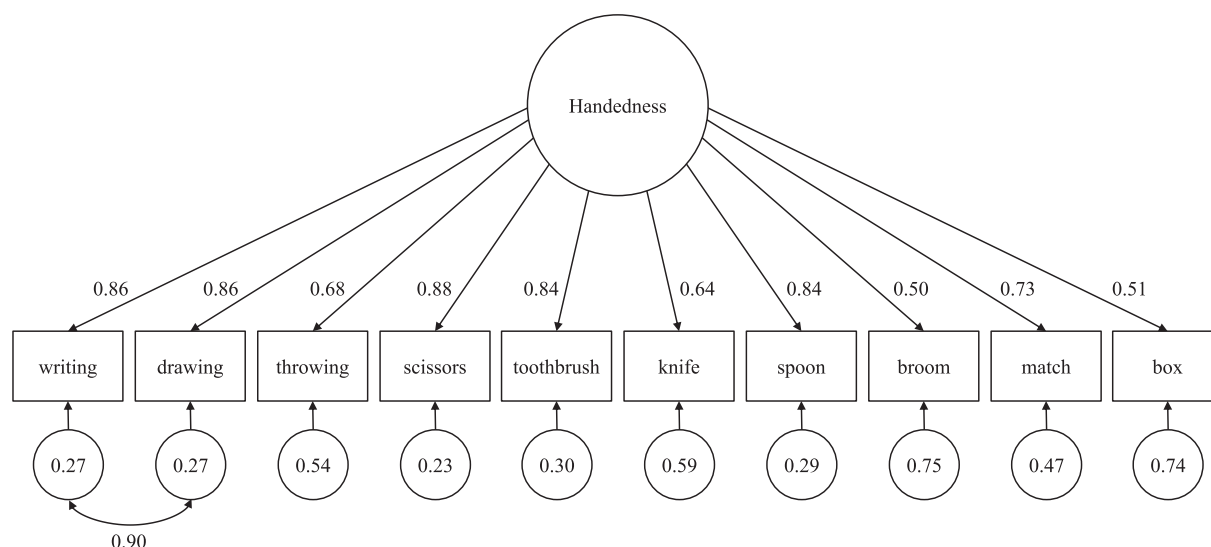 Handedness
0.86 0.86 0.68 0.88 0.84 0.64 0.84 0.50 0.73 0.51
writing drawing throwing scissors toothbrush knife spoon broom match box
0.27 0.27 0.54 0.23 0.30 0.59 0.29 0.75 0.47 0.74
0.90